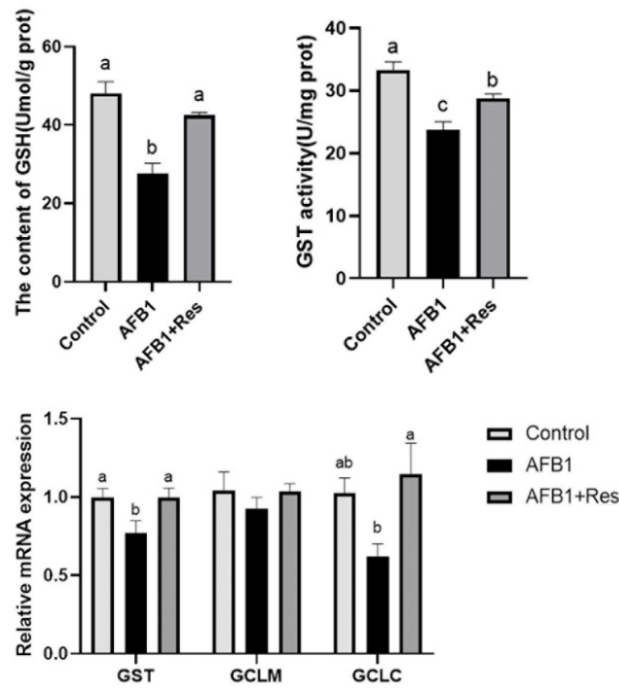 The content of GSH(Umol/g prot)
60
40
20
0
a
b
a
Control
AFB1
AFB1+Res
GST activity(U/mg prot)
40
30
20
10
0
a
c
b
Control
AFB1
AFB1+Res
Relative mRNA expression
1.5
1.0
0.5
0.0
a
b
a
ab
b
a
GST
GCLM
GCLC
Control
AFB1
AFB1+Res